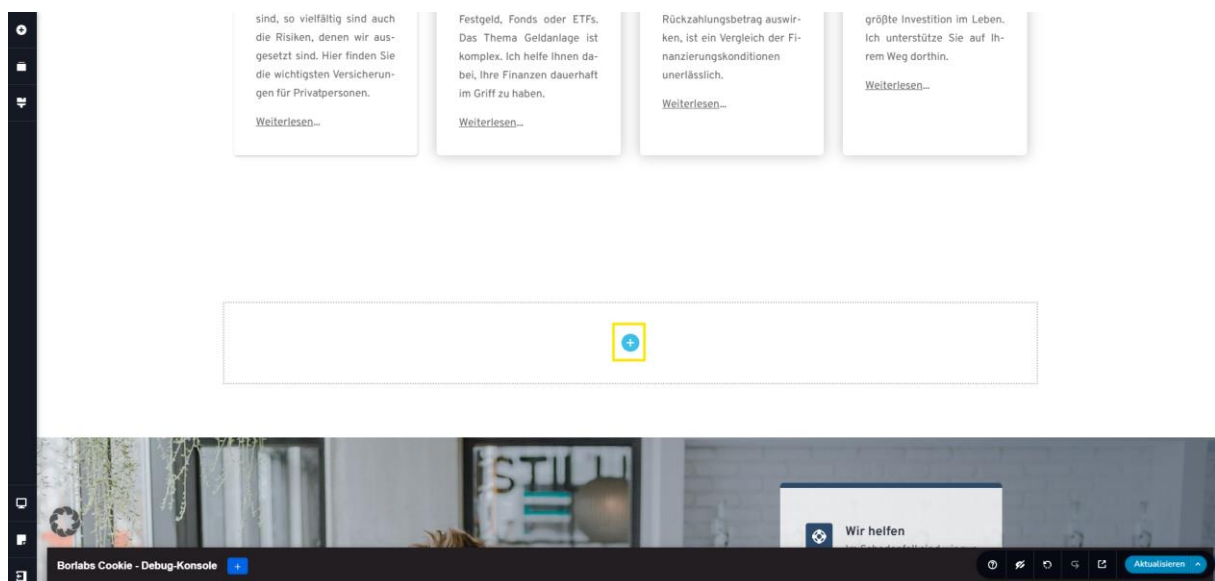 sind, so vielfältig sind auch
die Risiken, denen wir aus-
gesetzt sind. Hier finden Sie
die wichtigsten Versicherun-
gen für Privatpersonen.
Weiterlesen...
Festgeld, Fonds oder ETFs.
Das Thema Geldanlage ist
komplex. Ich helfe Ihnen da-
bei, Ihre Finanzen dauerhaft
im Griff zu haben.
Weiterlesen...
Rückzahlungsbetrag auswir-
ken, ist ein Vergleich der Fi-
nanzierungskonditionen
unerlässlich.
Weiterlesen...
größte Investition im Leben.
Ich unterstütze Sie auf Ih-
rem Weg dorthin.
Weiterlesen...
Wir helfen
Borlabs Cookie - Debug-Konsole
Aktualisieren